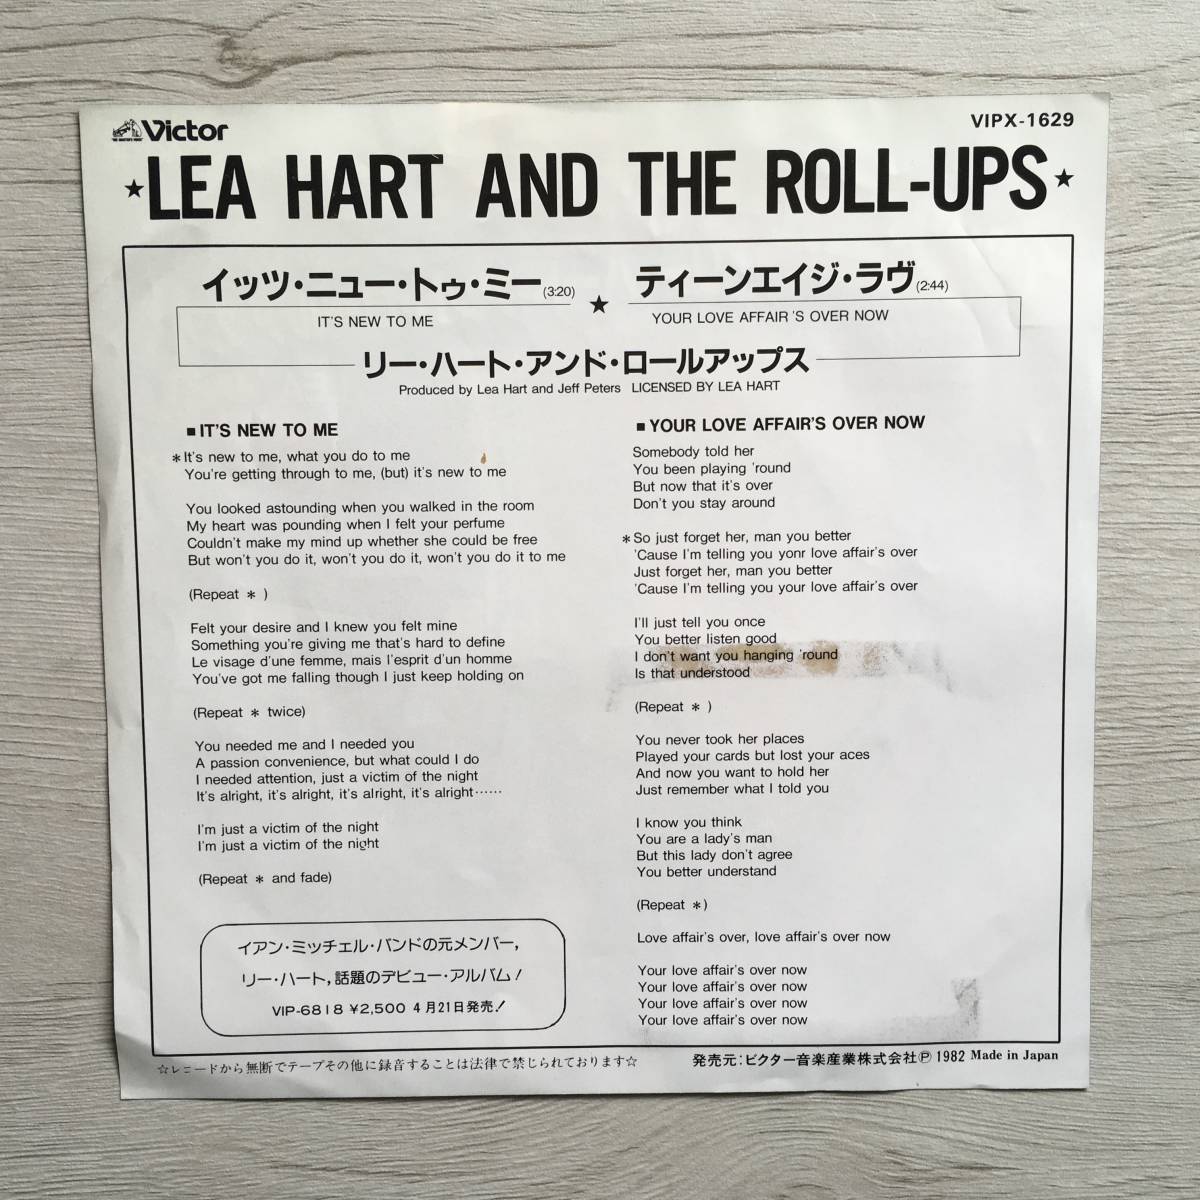 Victor
VIPX-1629
★LEA HART AND THE ROLL-UPS★
イッツ・ニュー・トゥ・ミー(3:20)
IT'S NEW TO ME
★
ティーンエイジ・ラヴ(2:44)
YOUR LOVE AFFAIR'S OVER NOW
リー・ハート・アンド・ロールアップス
Produced by Lea Hart and Jeff Peters LICENSED BY LEA HART
■IT'S NEW TO ME
＊It's new to me, what you do to me
You're getting through to me, (but) it's new to me
You looked astounding when you walked in the room
My heart was pounding when I felt your perfume
Couldn't make my mind up whether she could be free
But won't you do it, won't you do it, won't you do it to me
(Repeat ＊ )
Felt your desire and I knew you felt mine
Something you're giving me that's hard to define
Le visage d'une femme, mais l'esprit d'un homme
You've got me falling though I just keep holding on
(Repeat ＊ twice)
You needed me and I needed you
A passion convenience, but what could I do
I needed attention, just a victim of the night
It's alright, it's alright, it's alright, it's alright……
I'm just a victim of the night
I'm just a victim of the night
(Repeat ＊ and fade)
イアン・ミッチェル・バンドの元メンバー,
リー・ハート,話題のデビュー・アルバム!
VIP-6818 ¥2,500 4月21日発売!
■YOUR LOVE AFFAIR'S OVER NOW
Somebody told her
You been playing 'round
But now that it's over
Don't you stay around
＊So just forget her, man you better
'Cause I'm telling you yonr love affair's over
Just forget her, man you better
'Cause I'm telling you your love affair's over
I'll just tell you once
You better listen good
I don't want you hanging 'round
Is that understood
(Repeat ＊ )
You never took her places
Played your cards but lost your aces
And now you want to hold her
Just remember what I told you
I know you think
You are a lady's man
But this lady don't agree
You better understand
(Repeat ＊)
Love affair's over, love affair's over now
Your love affair's over now
Your love affair's over now
Your love affair's over now
Your love affair's over now
☆レコードから無断でテープその他に録音することは法律で禁じられております☆
発売元:ビクター音楽産業株式会社Ⓟ1982 Made in Japan